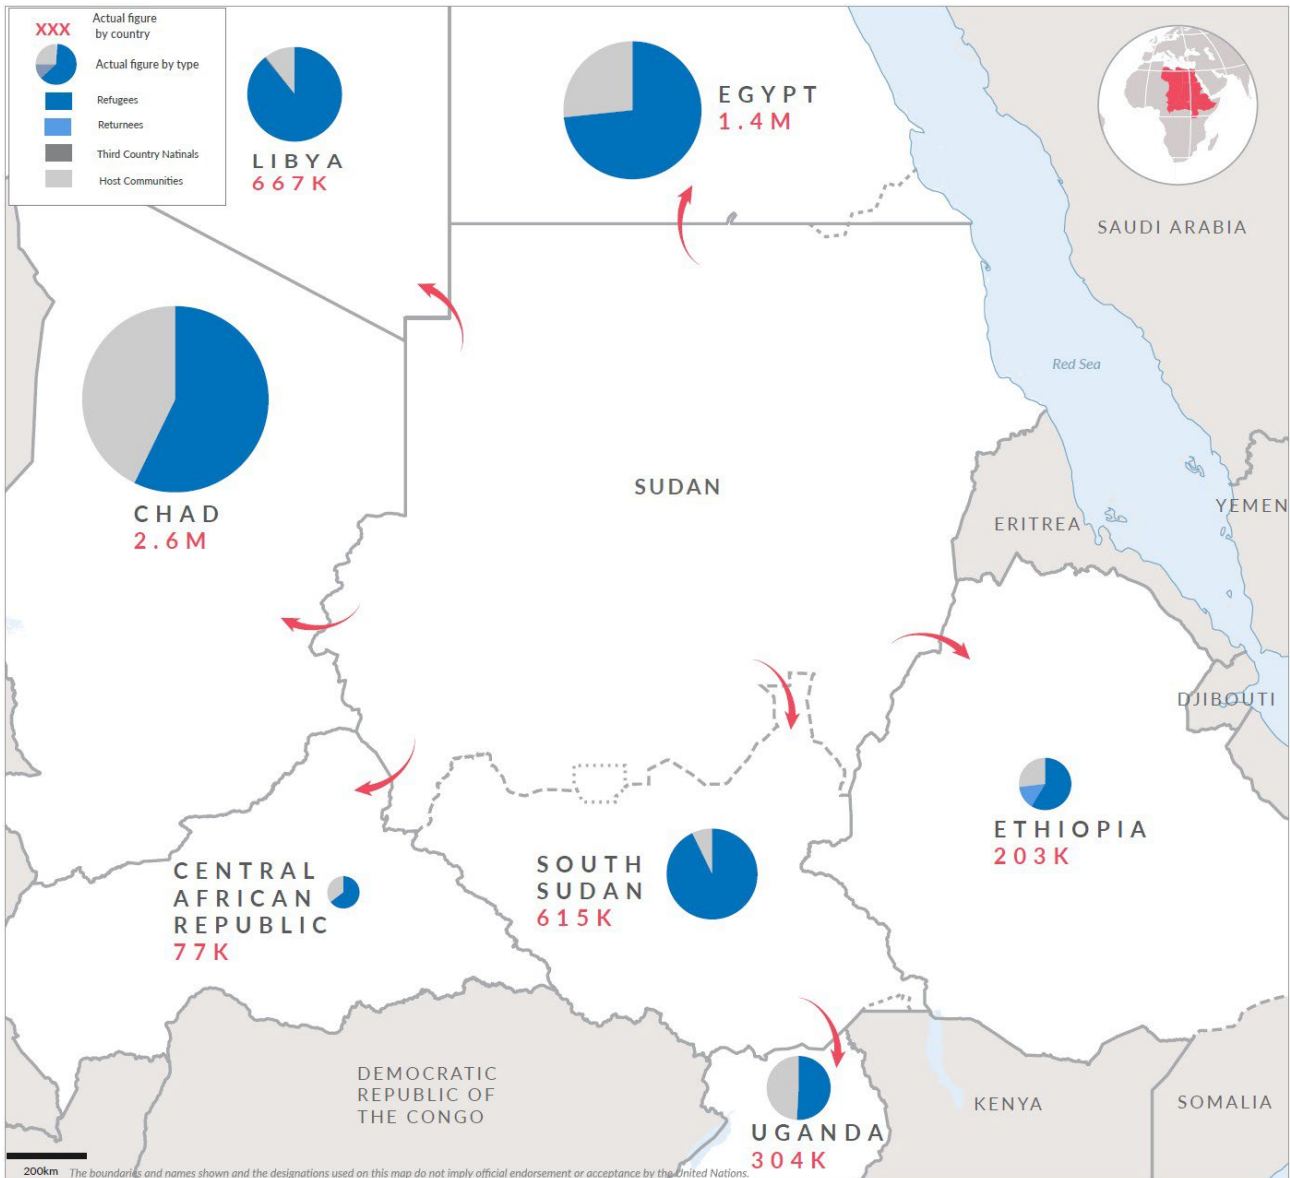 XXX
Actual figure
by country
Actual figure by type
Refugees
Returnees
Third Country Natinals
Host Communities
LIBYA
667K
EGYPT
1.4M
SAUDI ARABIA
Red Sea
CHAD
2.6M
SUDAN
ERITREA
YEMEN
DJIBOUTI
ETHIOPIA
203K
CENTRAL
AFRICAN
REPUBLIC
77K
SOUTH
SUDAN
615K
DEMOCRATIC
REPUBLIC OF
THE CONGO
UGANDA
304K
KENYA
SOMALIA
200km
The boundaries and names shown and the designations used on this map do not imply official endorsement or acceptance by the United Nations.